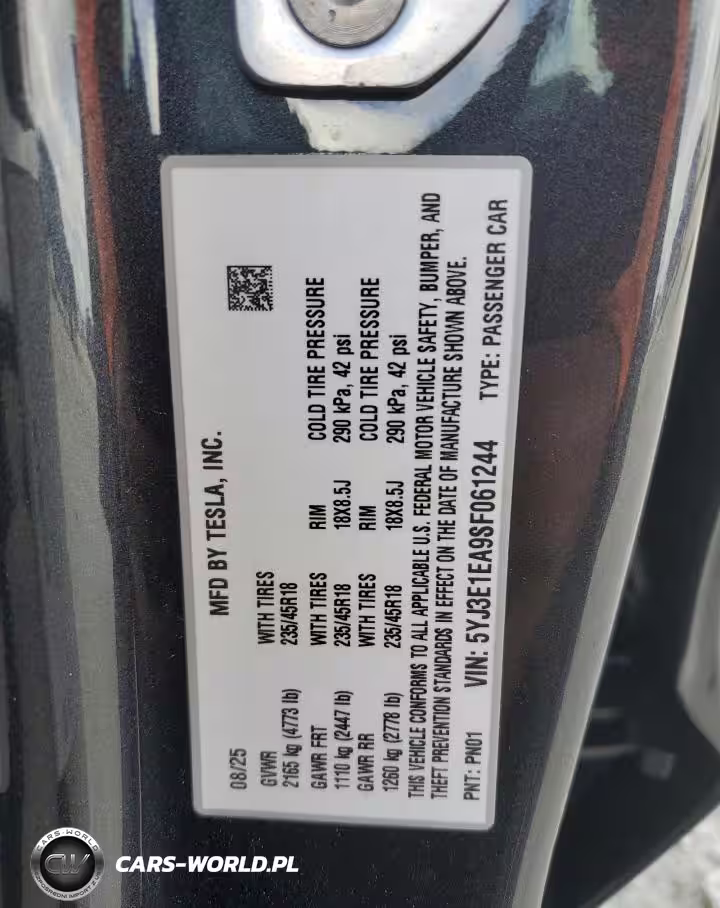 MFD BY TESLA, INC.
08/25
GVWR WITH TIRES
2165 kg (4773 lb) 235/45R18
GAWR FRT WITH TIRES RIM COLD TIRE PRESSURE
1110 kg (2447 lb) 235/45R18 18X8.5J 290 kPa, 42 psi
GAWR RR WITH TIRES RIM COLD TIRE PRESSURE
1260 kg (2778 lb) 235/45R18 18X8.5J 290 kPa, 42 psi
THIS VEHICLE CONFORMS TO ALL APPLICABLE U.S. FEDERAL MOTOR VEHICLE SAFETY, BUMPER, AND
THEFT PREVENTION STANDARDS IN EFFECT ON THE DATE OF MANUFACTURE SHOWN ABOVE.
PNT: PN01 VIN: 5YJ3E1EA9SF061244 TYPE: PASSENGER CAR
CARS-WORLD
CW
CARS-WORLD.PL